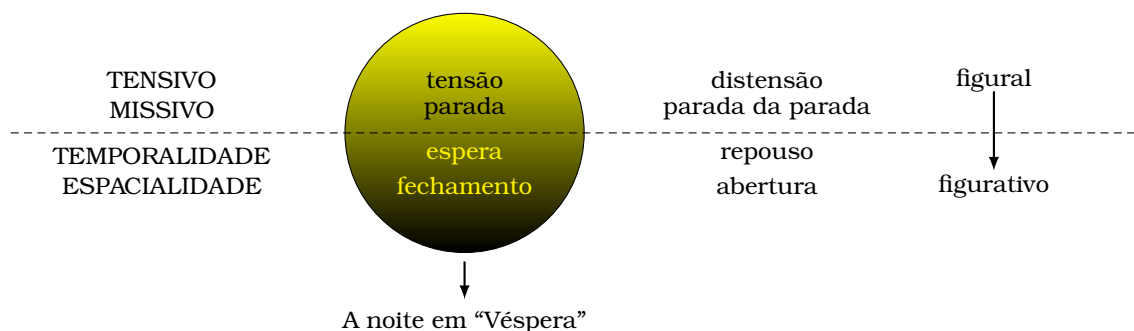 TENSIVO tensão distensão figural
MISSIVO parada parada da parada
TEMPORALIDADE espera repouso
ESPACIALIDADE fechamento abertura figurativo
A noite em “Véspera”